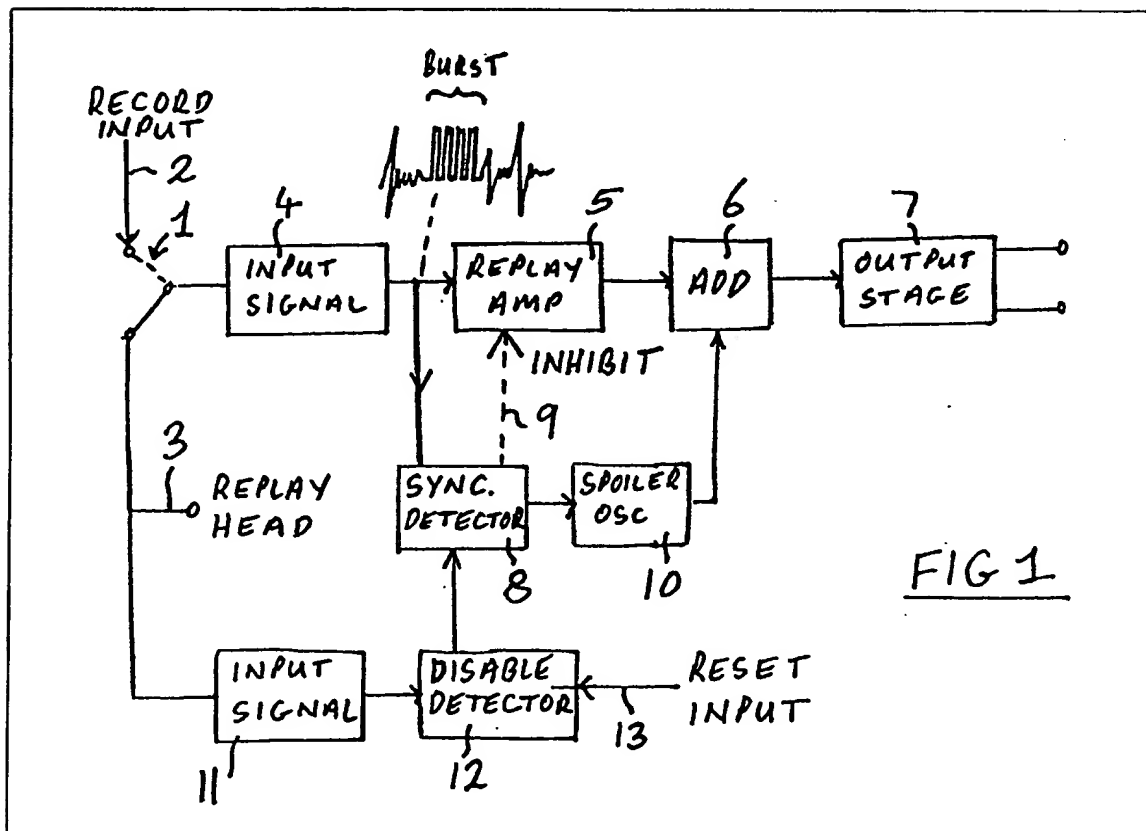 BURST
RECORD
INPUT
2
1
4
INPUT
SIGNAL
5
REPLAY
AMP
6
ADD
7
OUTPUT
STAGE
INHIBIT
9
3
REPLAY
HEAD
SYNC.
DETECTOR
8
SPOILER
OSC
10
FIG 1
INPUT
SIGNAL
11
DISABLE
DETECTOR
12
RESET
INPUT
13